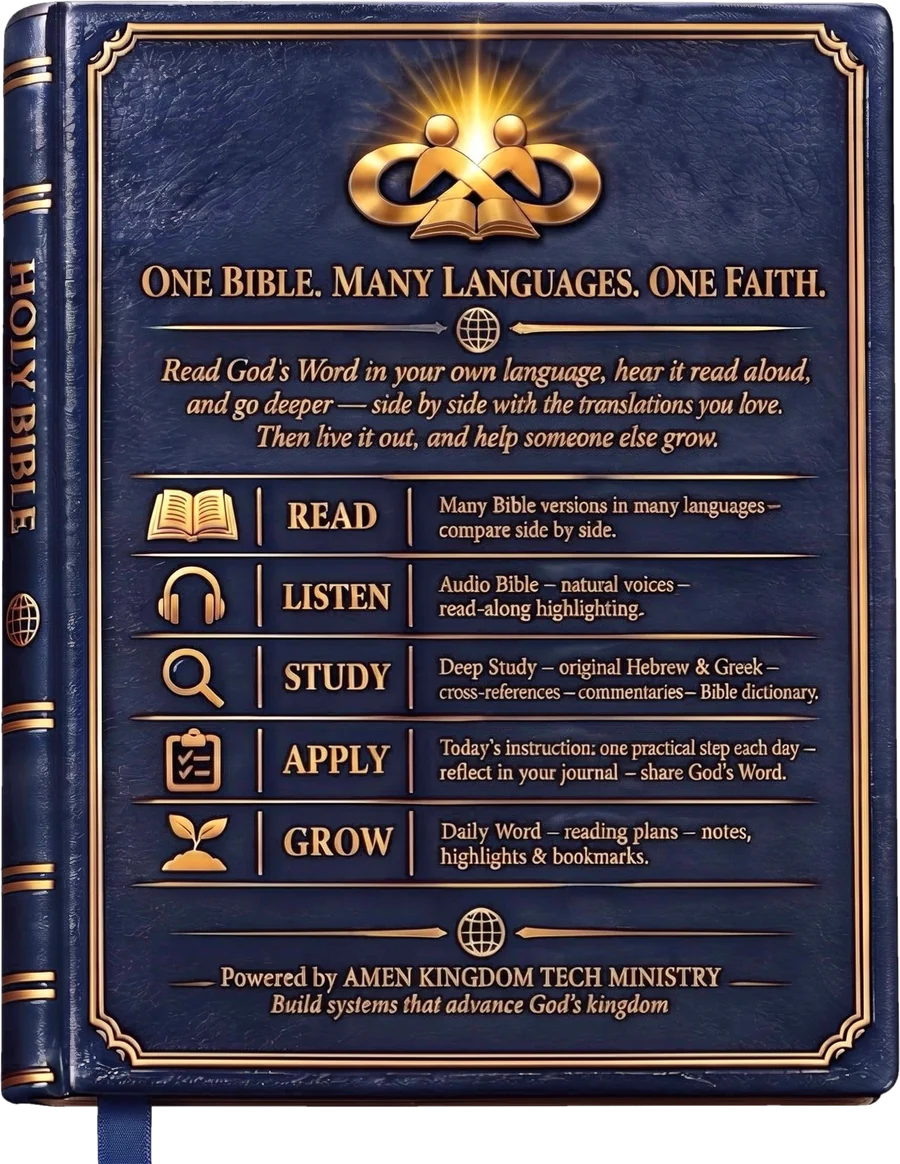 HOLY BIBLE
ONE BIBLE. MANY LANGUAGES. ONE FAITH.
Read God's Word in your own language, hear it read aloud,
and go deeper — side by side with the translations you love.
Then live it out, and help someone else grow.
READ
Many Bible versions in many languages –
compare side by side.
LISTEN
Audio Bible – natural voices –
read-along highlighting.
STUDY
Deep Study – original Hebrew & Greek –
cross-references – commentaries – Bible dictionary.
APPLY
Today's instruction: one practical step each day –
reflect in your journal – share God's Word.
GROW
Daily Word – reading plans – notes,
highlights & bookmarks.
Powered by AMEN KINGDOM TECH MINISTRY
Build systems that advance God's kingdom